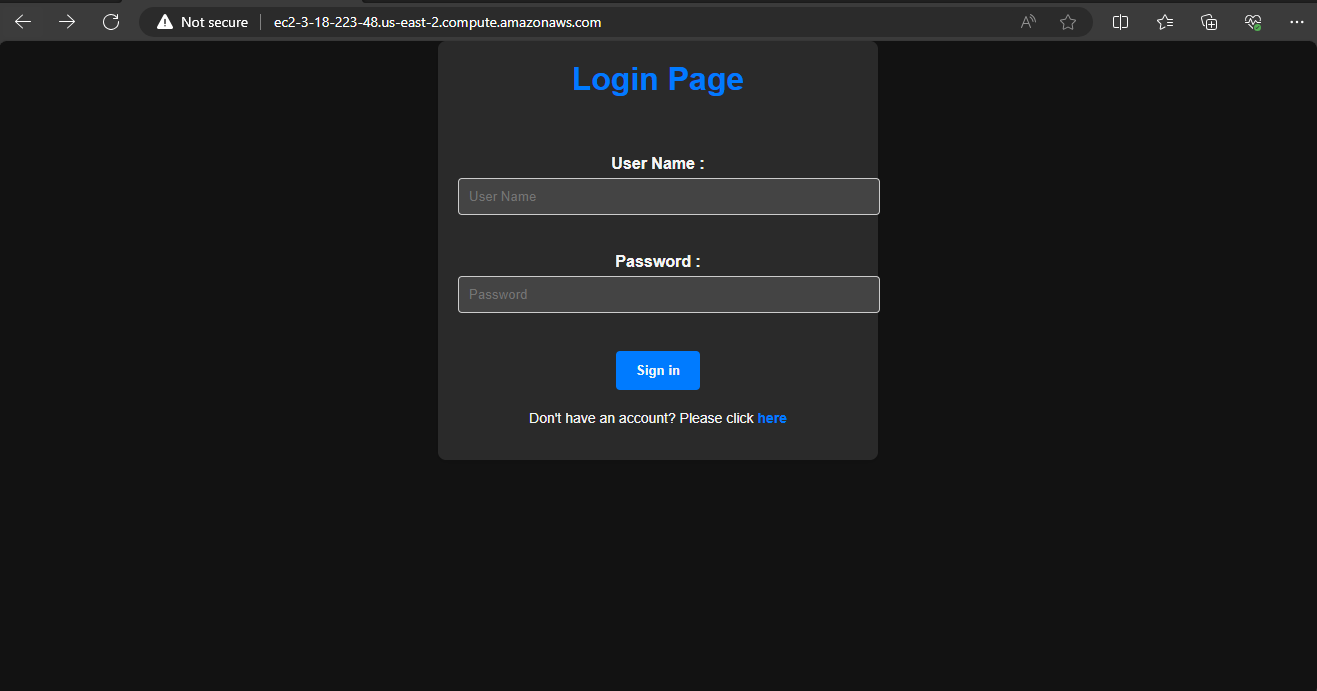 Not secure ec2-3-18-223-48.us-east-2.compute.amazonaws.com
Login Page
User Name :
User Name
Password :
Password
Sign in
Don't have an account? Please click here